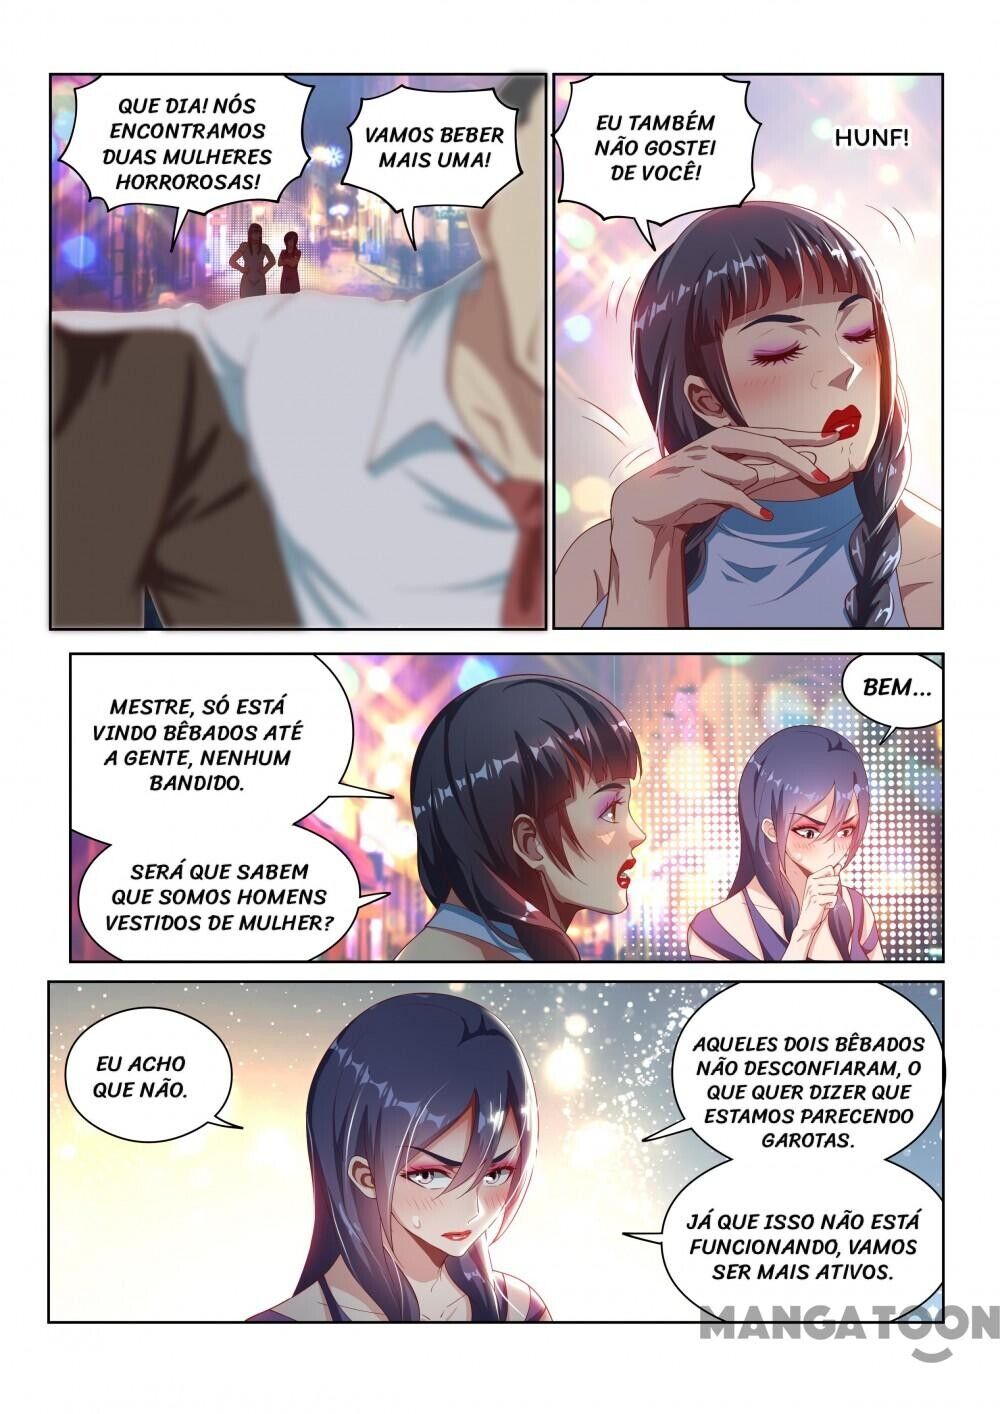 QUE DIA! NÓS
ENCONTRAMOS
DUAS MULHERES
HORROROSAS!
VAMOS BEBER
MAIS UMA!
EU TAMBÉM
NÃO GOSTEI
DE VOCÊ!
HUNF!
MESTRE, SÓ ESTÁ
VINDO BÊBADOS ATÉ
A GENTE, NENHUM
BANDIDO.
SERÁ QUE SABEM
QUE SOMOS HOMENS
VESTIDOS DE MULHER?
BEM...
EU ACHO
QUE NÃO.
AQUELES DOIS BÊBADOS
NÃO DESCONFIARAM, O
QUE QUER DIZER QUE
ESTAMOS PARECENDO
GAROTAS.
JÁ QUE ISSO NÃO ESTÁ
FUNCIONANDO, VAMOS
SER MAIS ATIVOS.
MANGATOON